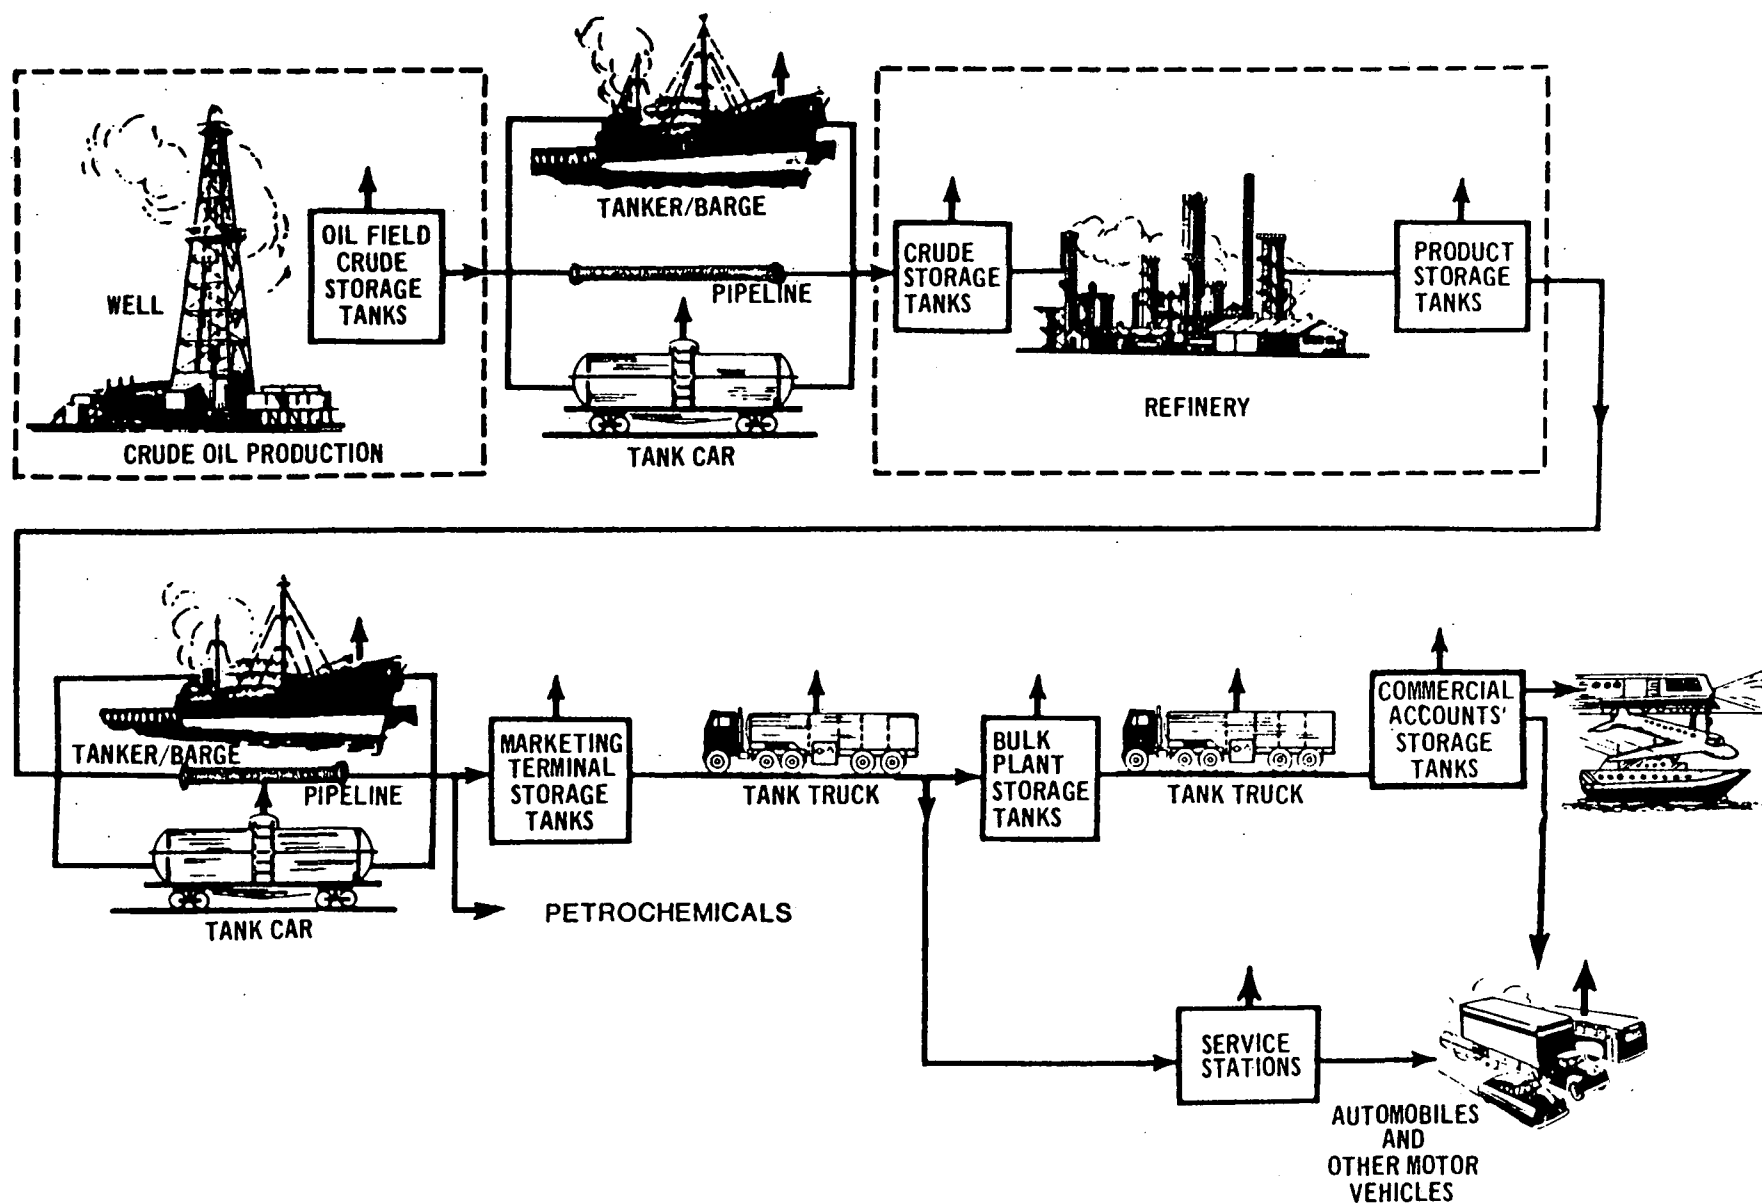 TANKER/BARGE
OIL FIELD
CRUDE
STORAGE
TANKS
WELL
CRUDE OIL PRODUCTION
PIPELINE
TANK CAR
CRUDE
STORAGE
TANKS
REFINERY
PRODUCT
STORAGE
TANKS
TANKER/BARGE
PIPELINE
TANK CAR
MARKETING
TERMINAL
STORAGE
TANKS
PETROCHEMICALS
TANK TRUCK
BULK
PLANT
STORAGE
TANKS
TANK TRUCK
COMMERCIAL
ACCOUNTS'
STORAGE
TANKS
SERVICE
STATIONS
AUTOMOBILES
AND
OTHER MOTOR
VEHICLES